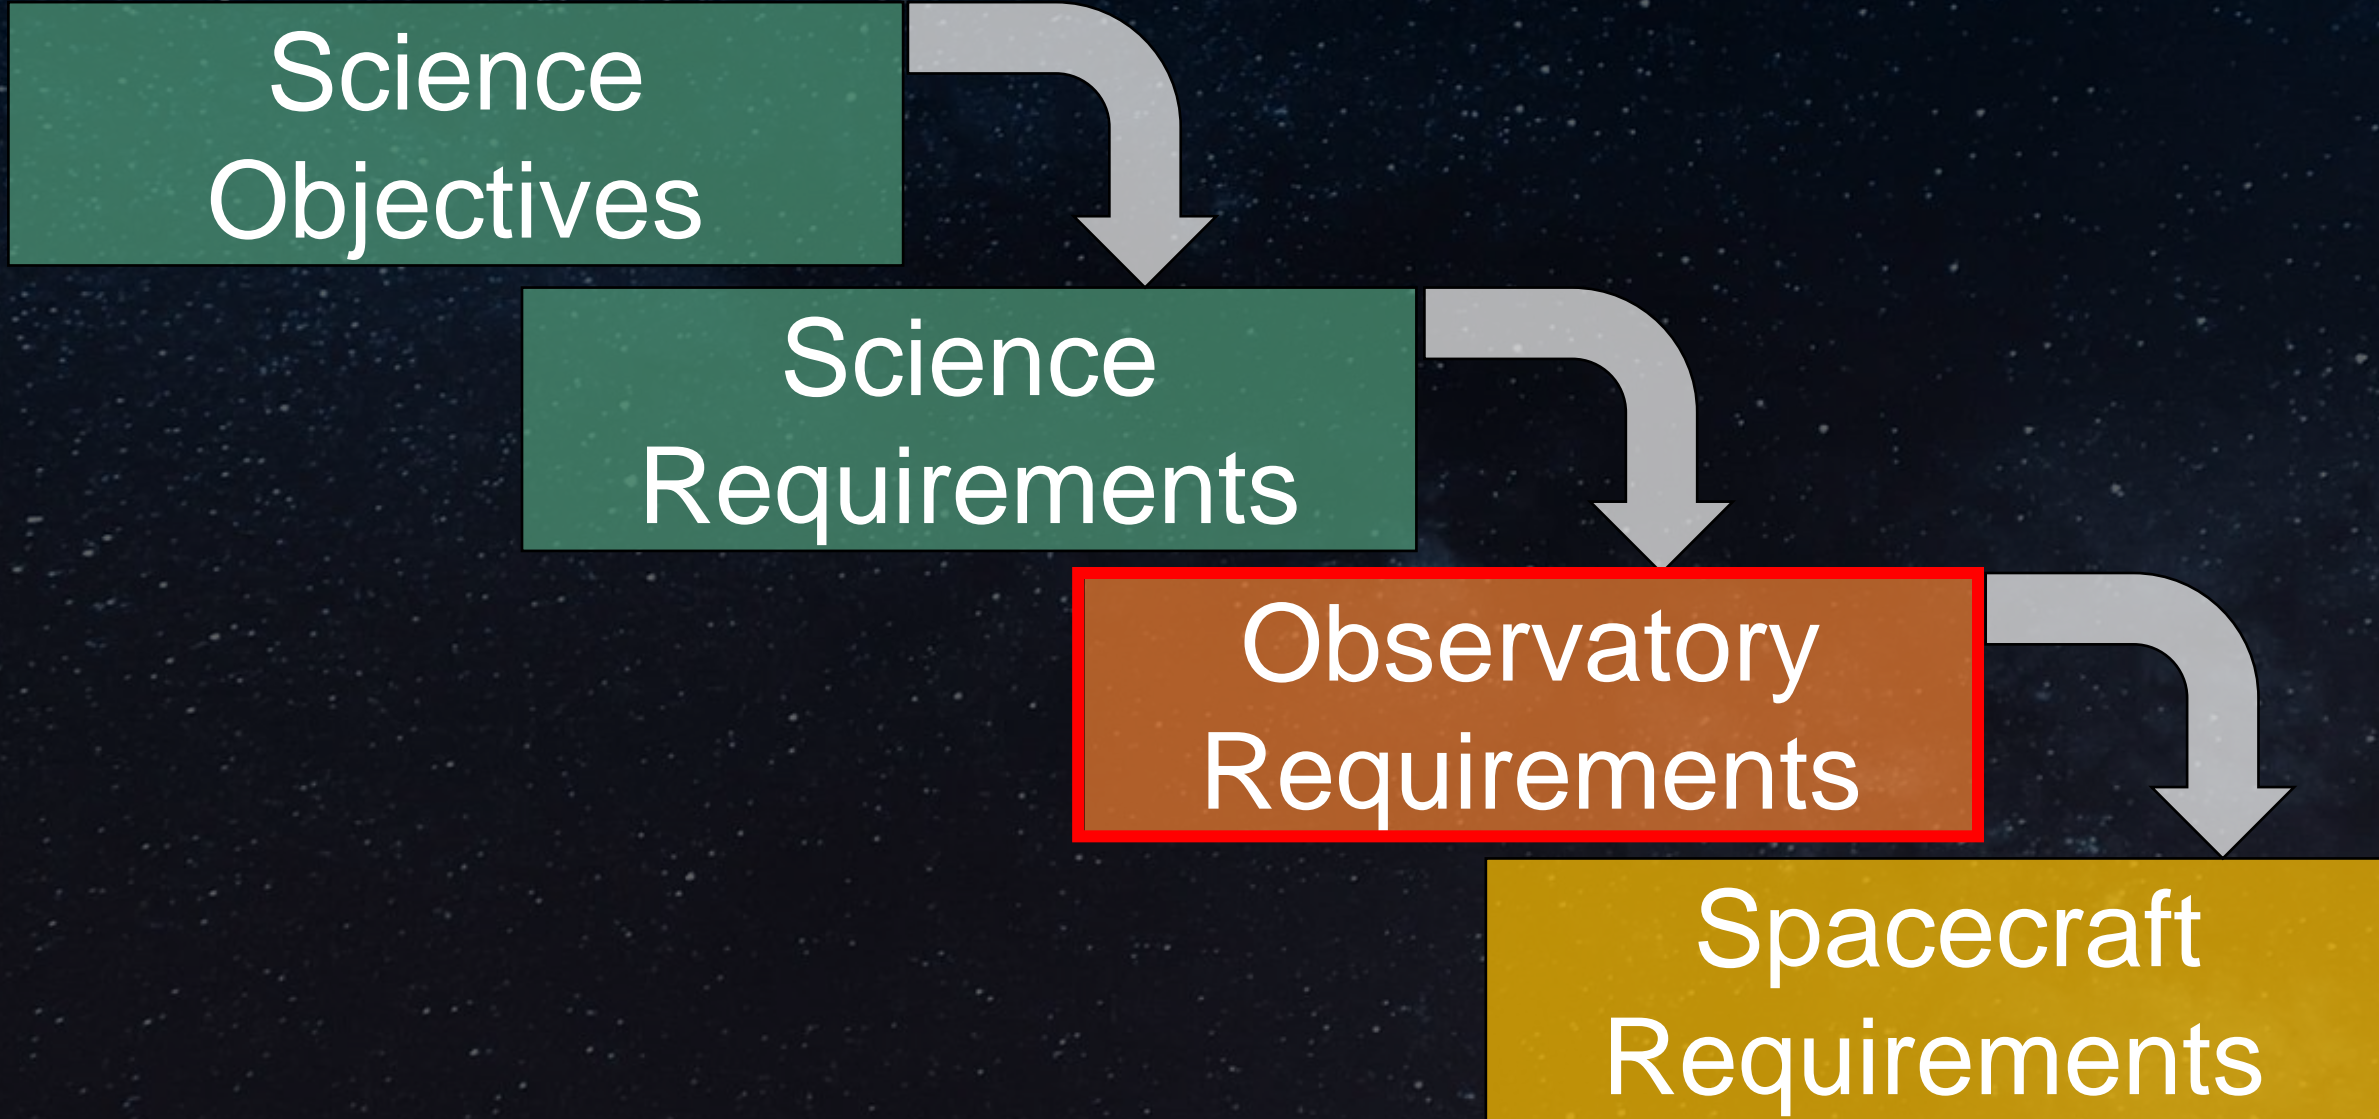 Science
Objectives
Science
Requirements
Observatory
Requirements
Spacecraft
Requirements